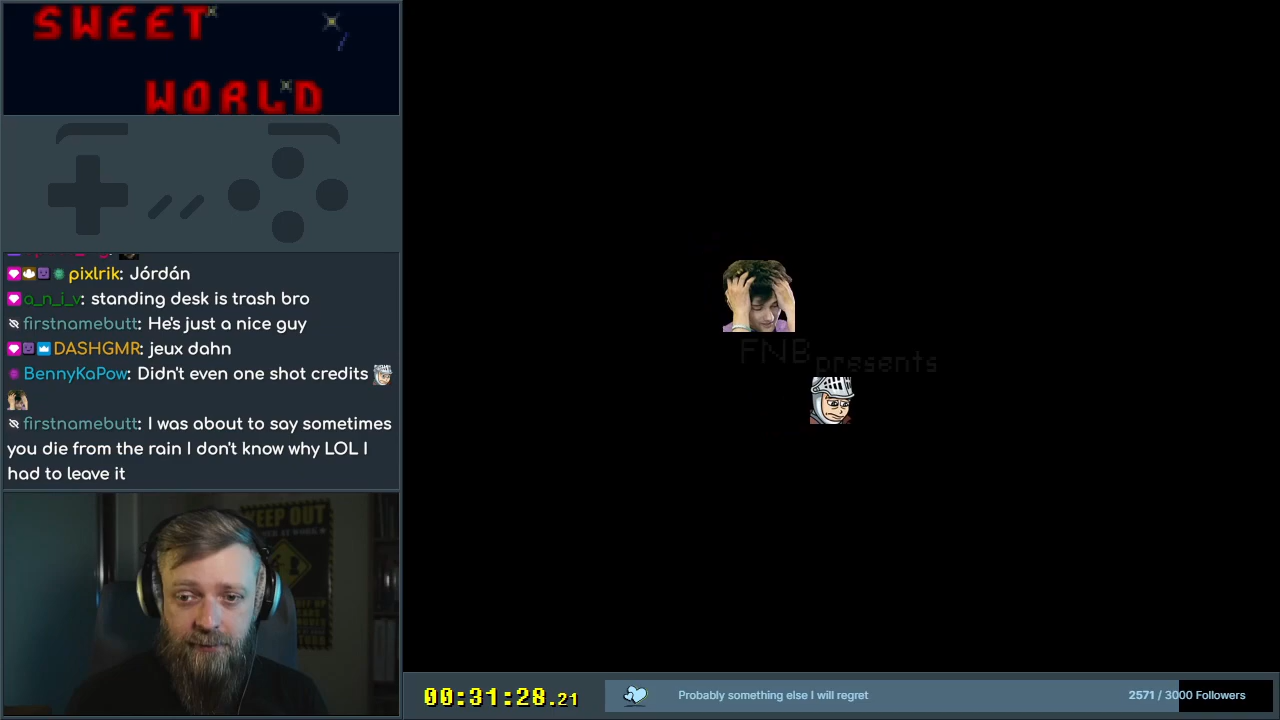 SWEET
WORLD
pixlrik: Jórdán
a_n_i_v: standing desk is trash bro
firstnamebutt: He's just a nice guy
DASHGMR: jeux dahn
BennyKaPow: Didn't even one shot credits
firstnamebutt: I was about to say sometimes
you die from the rain I don't know why LOL I
had to leave it
FNB presents
KEEP OUT
00:31:28.21
Probably something else I will regret
2571 / 3000 Followers